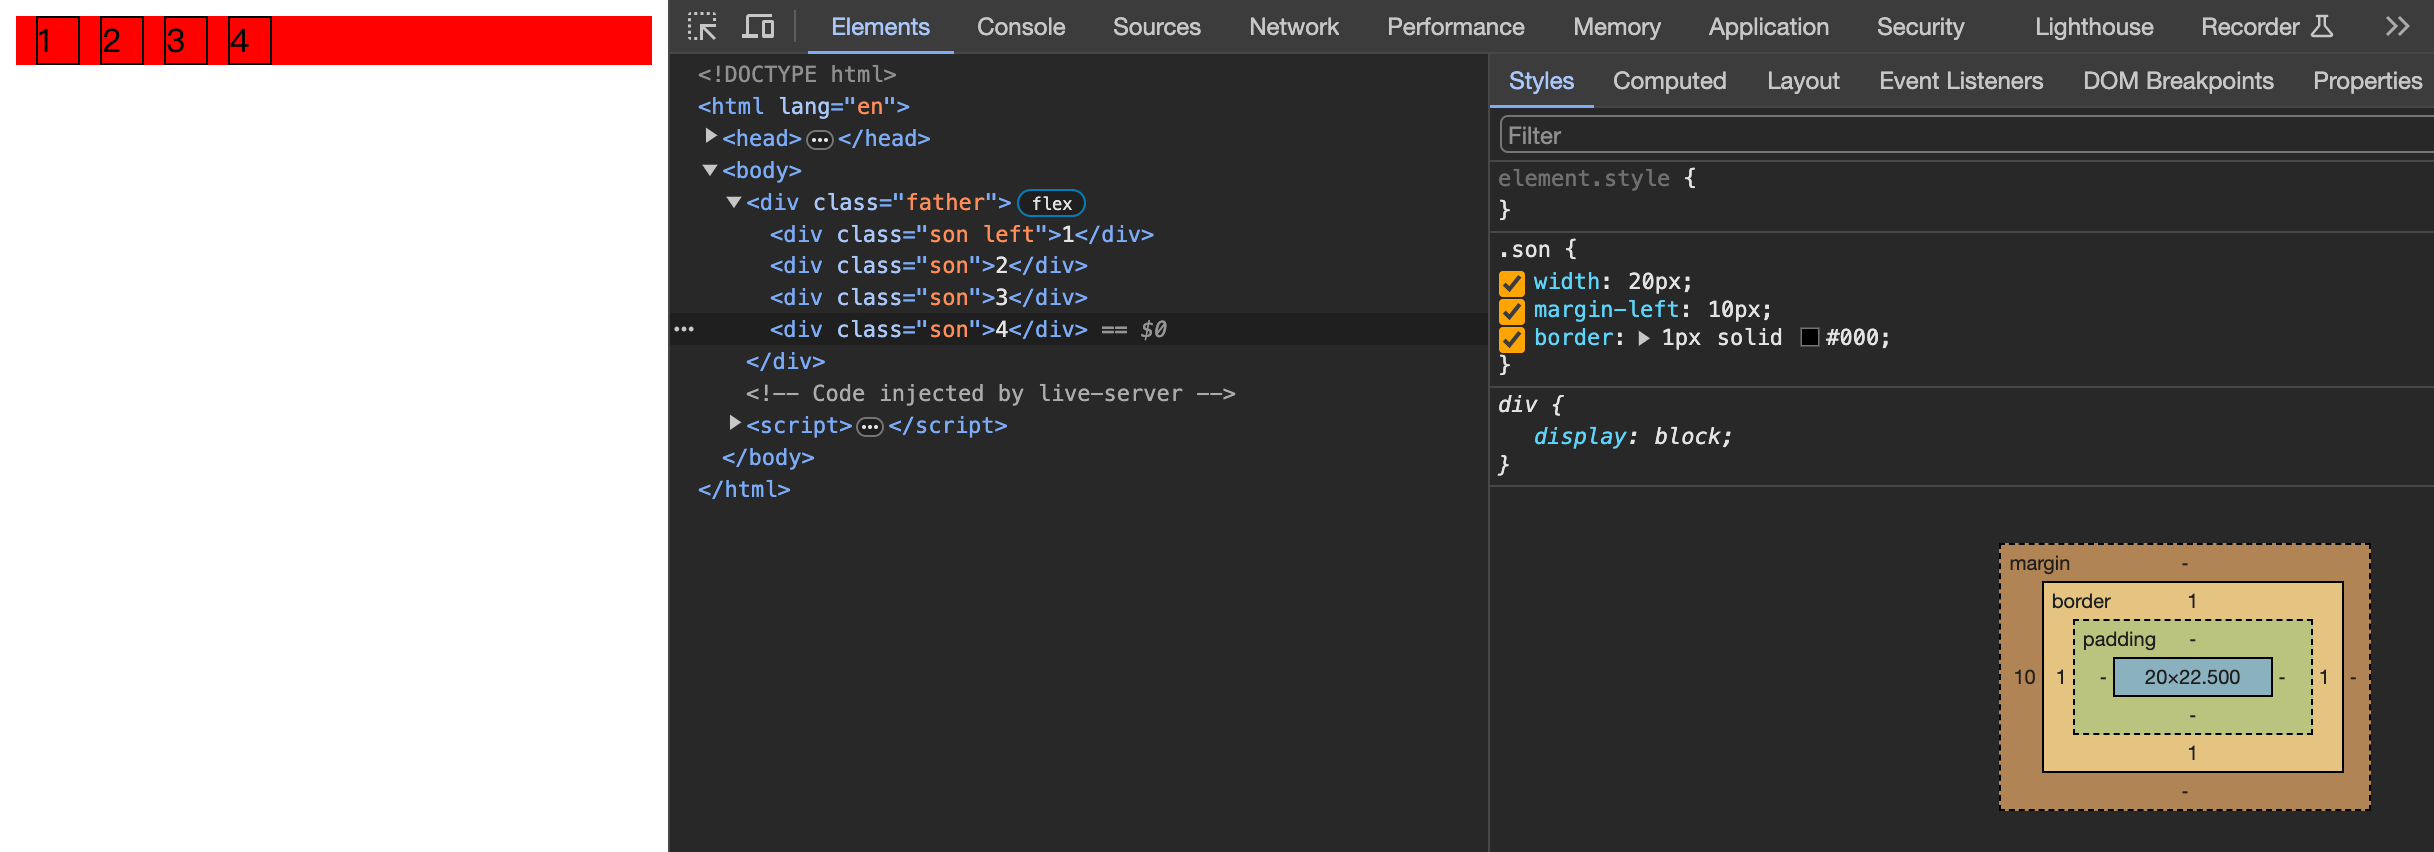 1 2 3 4
Elements Console Sources Network Performance Memory Application Security Lighthouse Recorder
<!DOCTYPE html>
<html lang="en">
<head> ••• </head>
<body>
<div class="father"> flex
<div class="son left">1</div>
<div class="son">2</div>
<div class="son">3</div>
••• <div class="son">4</div> == $0
</div>
<!-- Code injected by live-server -->
<script> ••• </script>
</body>
</html>
Styles Computed Layout Event Listeners DOM Breakpoints Properties
Filter
element.style {
}
.son {
width: 20px;
margin-left: 10px;
border: 1px solid #000;
}
div {
display: block;
}
margin -
border 1
padding -
10 1 - 20×22.500 - 1 -
-
1
-